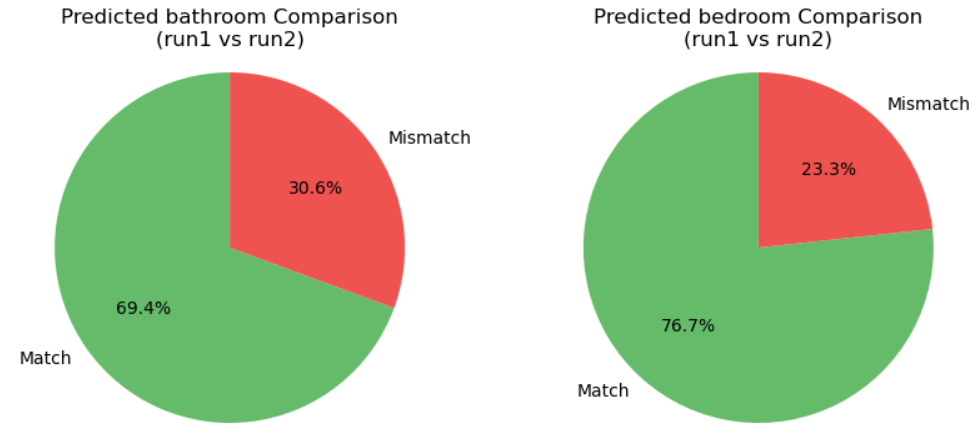 Predicted bathroom Comparison
(run1 vs run2)
Mismatch
30.6%
69.4%
Match
Predicted bedroom Comparison
(run1 vs run2)
Mismatch
23.3%
76.7%
Match